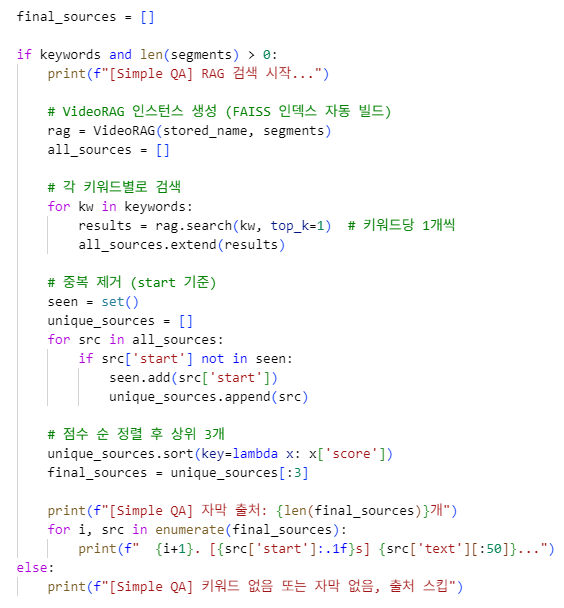 final_sources = []

if keywords and len(segments) > 0:
    print(f"[Simple QA] RAG 검색 시작...")

    # VideoRAG 인스턴스 생성 (FAISS 인덱스 자동 빌드)
    rag = VideoRAG(stored_name, segments)
    all_sources = []

    # 각 키워드별로 검색
    for kw in keywords:
        results = rag.search(kw, top_k=1)  # 키워드당 1개씩
        all_sources.extend(results)

    # 중복 제거 (start 기준)
    seen = set()
    unique_sources = []
    for src in all_sources:
        if src['start'] not in seen:
            seen.add(src['start'])
            unique_sources.append(src)

    # 점수 순 정렬 후 상위 3개
    unique_sources.sort(key=lambda x: x['score'])
    final_sources = unique_sources[:3]

    print(f"[Simple QA] 자막 출처: {len(final_sources)}개")
    for i, src in enumerate(final_sources):
        print(f"  {i+1}. [{src['start']:.1f}s] {src['text'][:50]}...")
else:
    print(f"[Simple QA] 키워드 없음 또는 자막 없음, 출처 스킵")